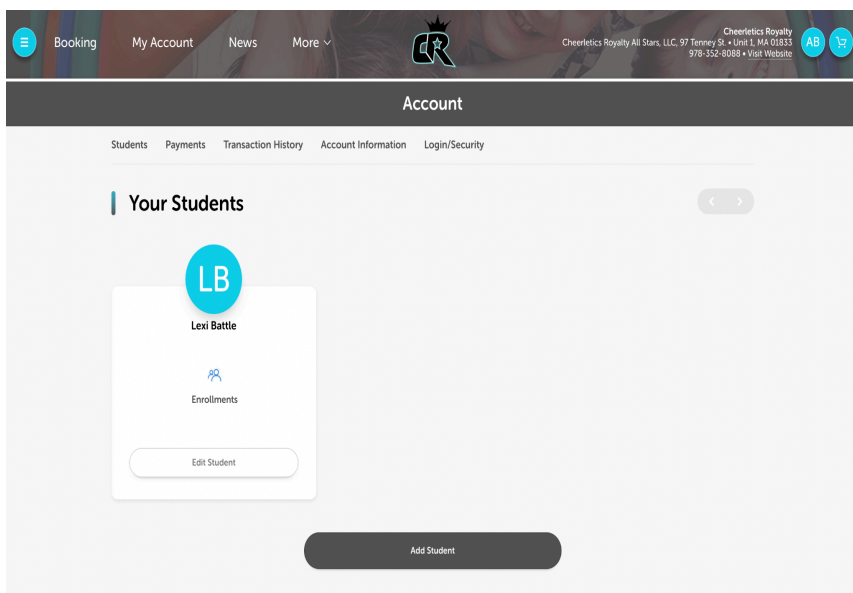 Booking My Account News More
CR
Cheerletics Royalty
Cheerletics Royalty All Stars, LLC, 97 Tenney St. • Unit 1, MA 01833
978-352-8088 • Visit Website
AB
Account
Students Payments Transaction History Account Information Login/Security
Your Students
LB
Lexi Battle
Enrollments
Edit Student
Add Student